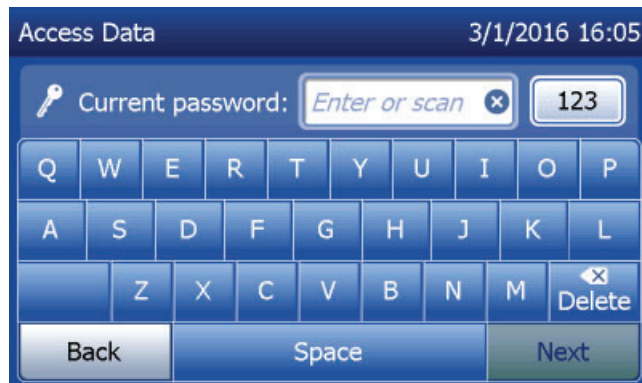 Access Data 3/1/2016 16:05
Current password: Enter or scan 123
Q W E R T Y U I O P
A S D F G H J K L
Z X C V B N M Delete
Back Space Next